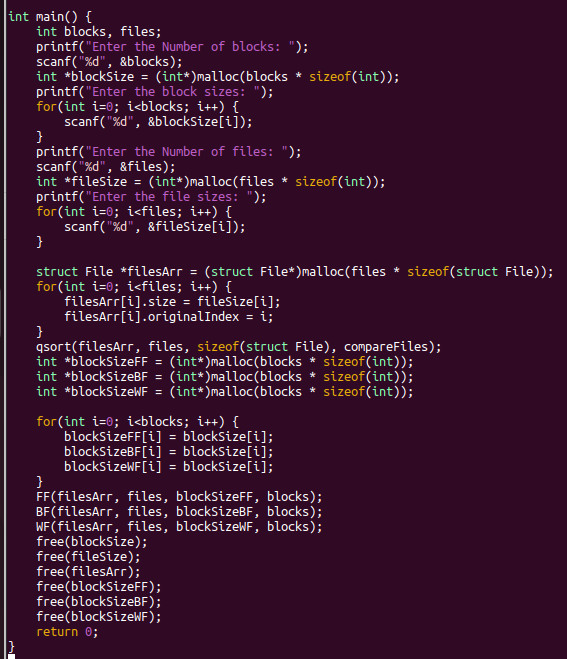 int main() {
    int blocks, files;
    printf("Enter the Number of blocks: ");
    scanf("%d", &blocks);
    int *blockSize = (int*)malloc(blocks * sizeof(int));
    printf("Enter the block sizes: ");
    for(int i=0; i<blocks; i++) {
        scanf("%d", &blockSize[i]);
    }
    printf("Enter the Number of files: ");
    scanf("%d", &files);
    int *fileSize = (int*)malloc(files * sizeof(int));
    printf("Enter the file sizes: ");
    for(int i=0; i<files; i++) {
        scanf("%d", &fileSize[i]);
    }

    struct File *filesArr = (struct File*)malloc(files * sizeof(struct File));
    for(int i=0; i<files; i++) {
        filesArr[i].size = fileSize[i];
        filesArr[i].originalIndex = i;
    }
    qsort(filesArr, files, sizeof(struct File), compareFiles);
    int *blockSizeFF = (int*)malloc(blocks * sizeof(int));
    int *blockSizeBF = (int*)malloc(blocks * sizeof(int));
    int *blockSizeWF = (int*)malloc(blocks * sizeof(int));

    for(int i=0; i<blocks; i++) {
        blockSizeFF[i] = blockSize[i];
        blockSizeBF[i] = blockSize[i];
        blockSizeWF[i] = blockSize[i];
    }
    FF(filesArr, files, blockSizeFF, blocks);
    BF(filesArr, files, blockSizeBF, blocks);
    WF(filesArr, files, blockSizeWF, blocks);
    free(blockSize);
    free(fileSize);
    free(filesArr);
    free(blockSizeFF);
    free(blockSizeBF);
    free(blockSizeWF);
    return 0;
}